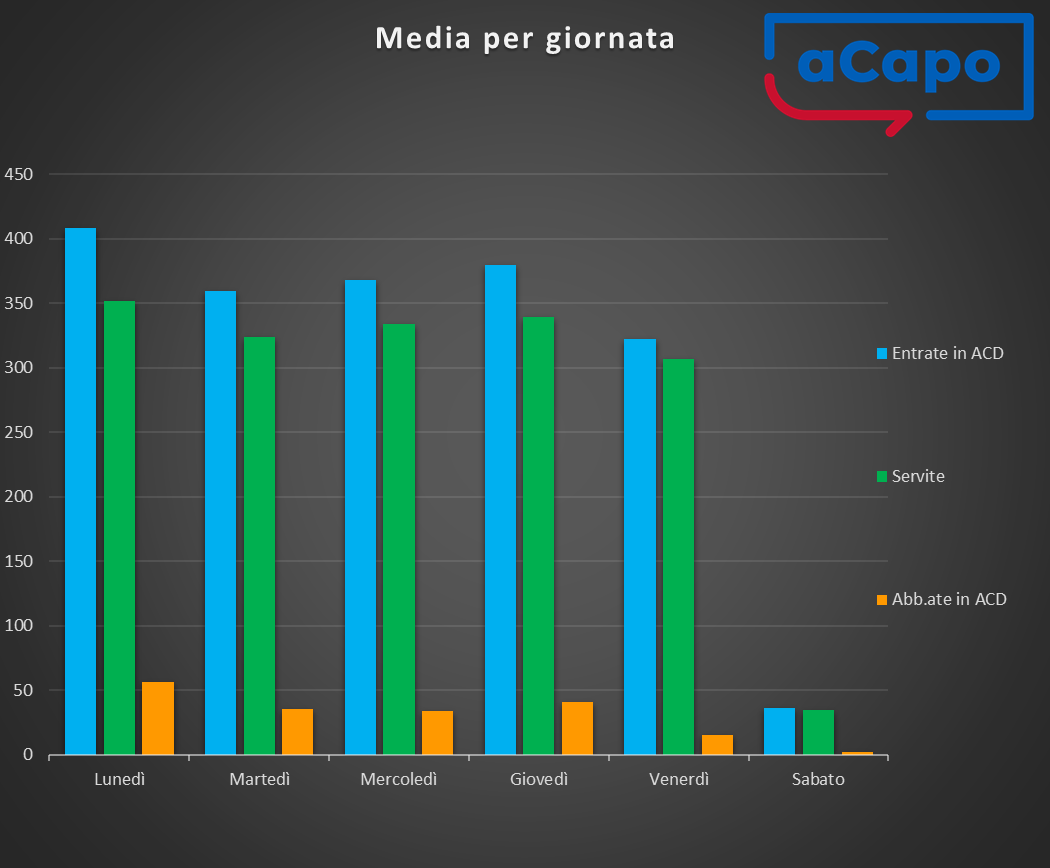 Media per giornata
aCapo
450
400
350
300
250
200
150
100
50
0
Lunedì Martedì Mercoledì Giovedì Venerdì Sabato
Entrate in ACD
Servite
Abb.ate in ACD